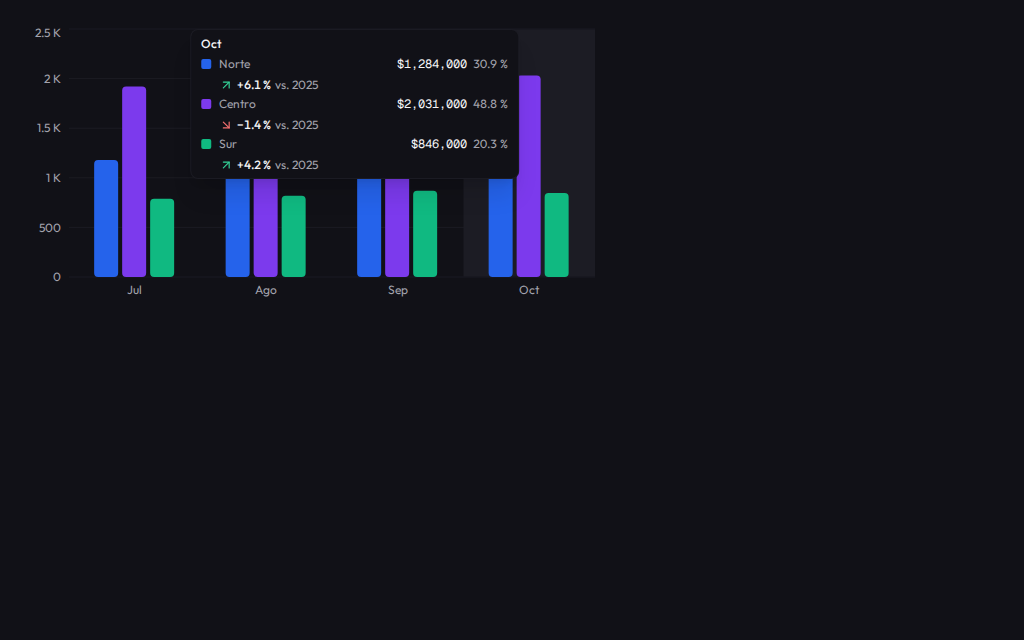 2.5 K
2 K
1.5 K
1 K
500
0
Oct
Norte $1,284,000 30.9 %
+6.1 % vs. 2025
Centro $2,031,000 48.8 %
−1.4 % vs. 2025
Sur $846,000 20.3 %
+4.2 % vs. 2025
Jul Ago Sep Oct